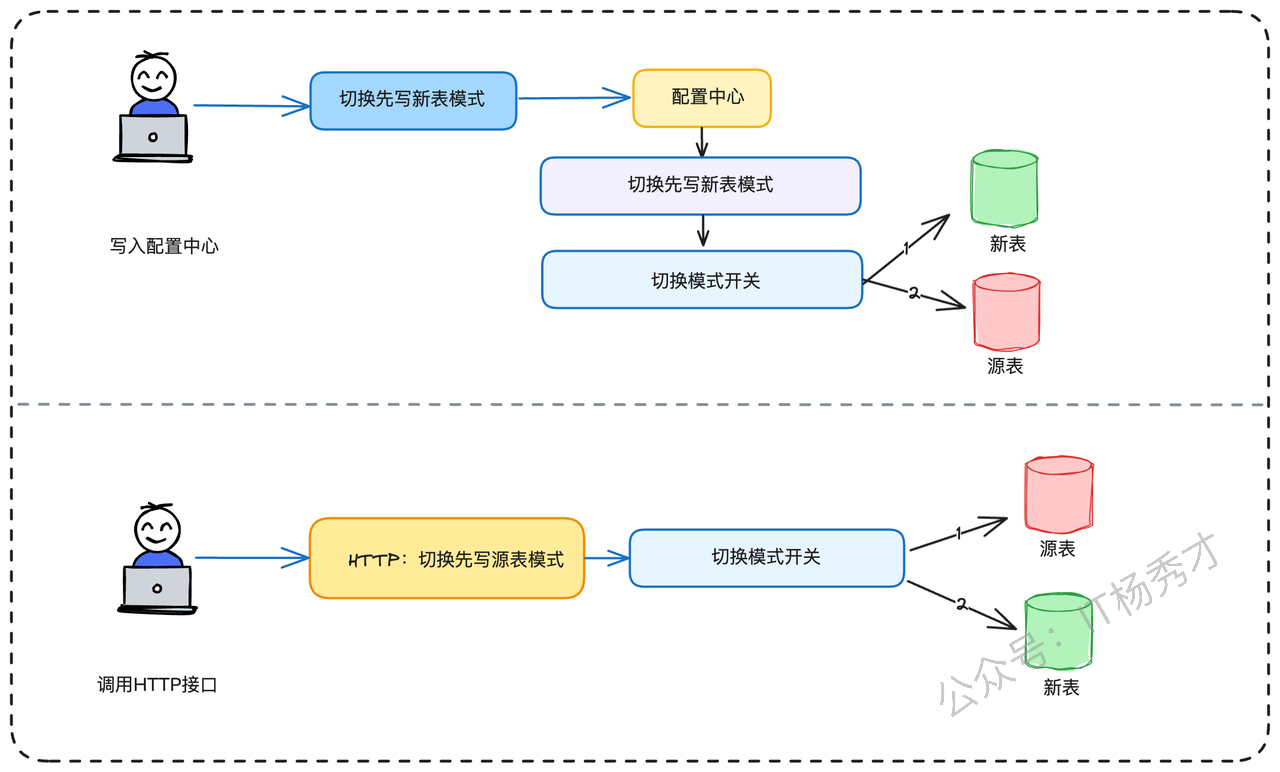 切换先写新表模式
配置中心
切换先写新表模式
写入配置中心
切换模式开关
1
2
新表
源表
HTTP：切换先写源表模式
切换模式开关
1
2
源表
新表
调用HTTP接口
公众号：IT杨秀才